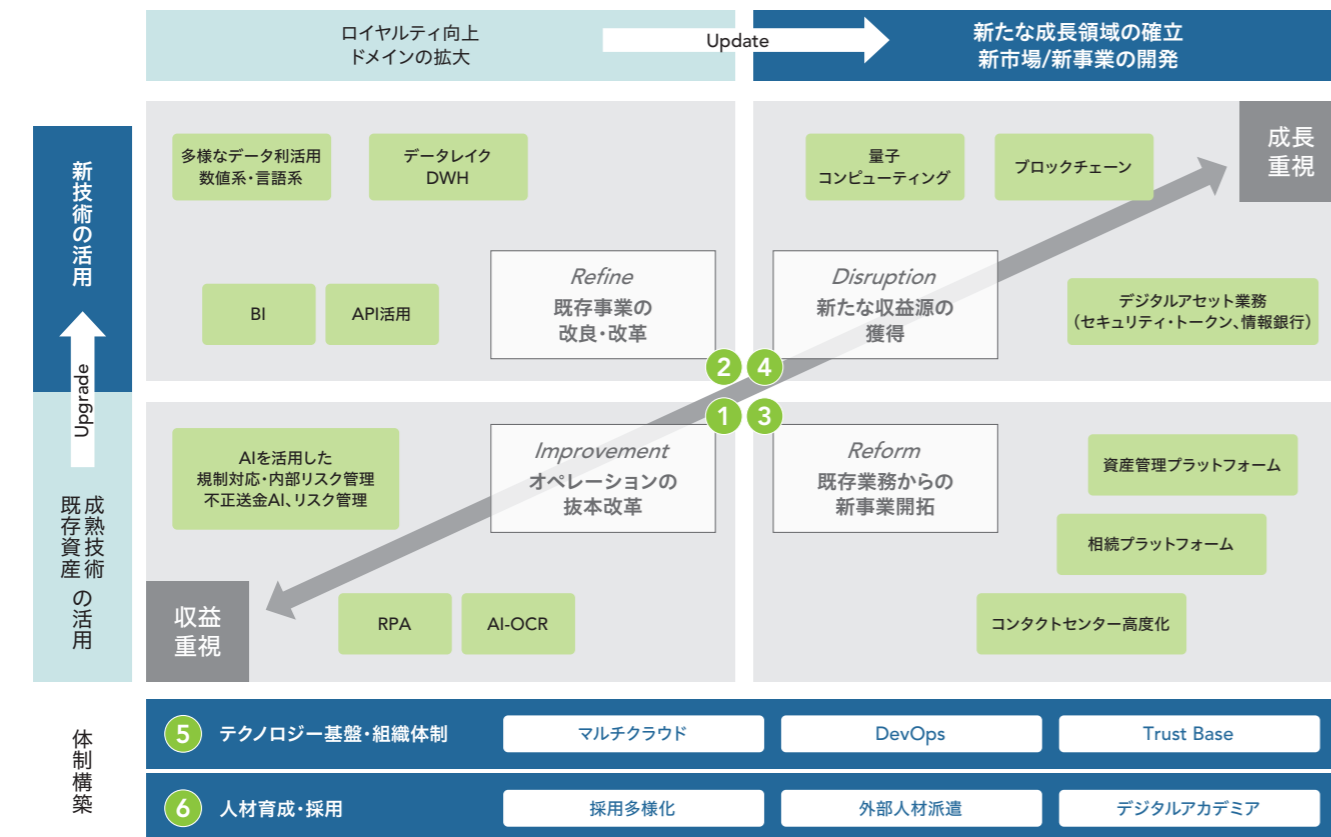 ロイヤルティ向上
ドメインの拡大
Update
新たな成長領域の確立
新市場/新事業の開発
新技術の活用
Upgrade
成熟技術
既存資産
の活用
多様なデータ利活用
数値系・言語系
データレイク
DWH
BI
API活用
Refine
既存事業の
改良・改革
2
量子
コンピューティング
ブロックチェーン
成長
重視
Disruption
新たな収益源の
獲得
4
デジタルアセット業務
（セキュリティ・トークン、情報銀行）
AIを活用した
規制対応・内部リスク管理
不正送金AI、リスク管理
Improvement
オペレーションの
抜本改革
1
収益
重視
RPA
AI-OCR
3
Reform
既存業務からの
新事業開拓
資産管理プラットフォーム
相続プラットフォーム
コンタクトセンター高度化
体制構築
5 テクノロジー基盤・組織体制
マルチクラウド
DevOps
Trust Base
6 人材育成・採用
採用多様化
外部人材派遣
デジタルアカデミア